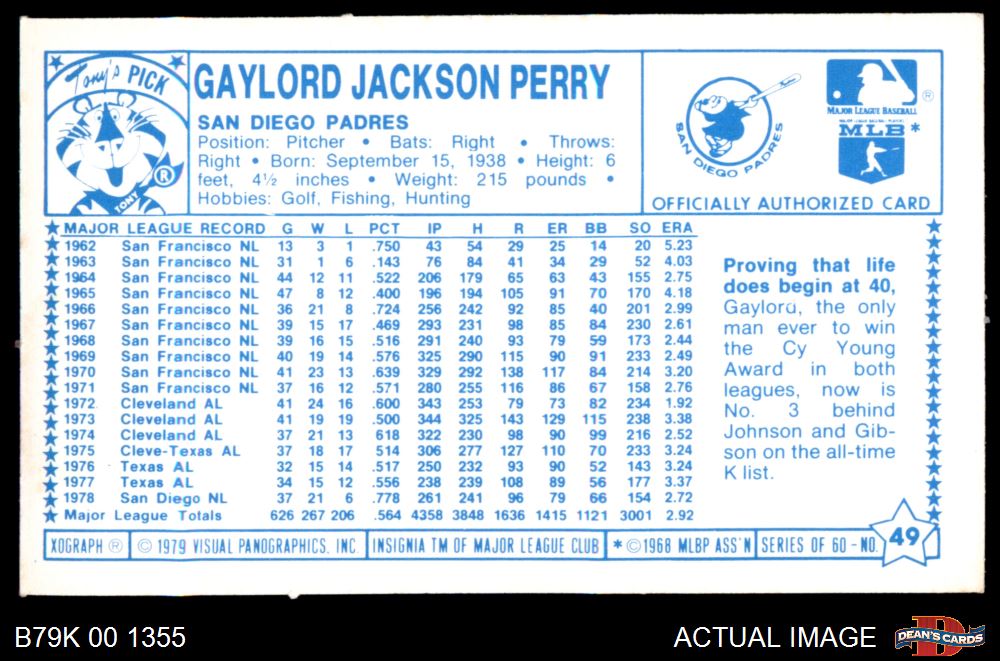 Tony's PICK
TONY
®
GAYLORD JACKSON PERRY
SAN DIEGO PADRES
Position: Pitcher • Bats: Right • Throws:
Right • Born: September 15, 1938 • Height: 6
feet, 4½ inches • Weight: 215 pounds •
Hobbies: Golf, Fishing, Hunting
SAN DIEGO PADRES
MAJOR LEAGUE BASEBALL
®
MLB *
OFFICIALLY AUTHORIZED CARD
MAJOR LEAGUE RECORD G W L PCT IP H R ER BB SO ERA
1962 San Francisco NL 13 3 1 .750 43 54 29 25 14 20 5.23
1963 San Francisco NL 31 1 6 .143 76 84 41 34 29 52 4.03
1964 San Francisco NL 44 12 11 .522 206 179 65 63 43 155 2.75
1965 San Francisco NL 47 8 12 .400 196 194 105 91 70 170 4.18
1966 San Francisco NL 36 21 8 .724 256 242 92 85 40 201 2.99
1967 San Francisco NL 39 15 17 .469 293 231 98 85 84 230 2.61
1968 San Francisco NL 39 16 15 .516 291 240 93 79 59 173 2.44
1969 San Francisco NL 40 19 14 .576 325 290 115 90 91 233 2.49
1970 San Francisco NL 41 23 13 .639 329 292 138 117 84 214 3.20
1971 San Francisco NL 37 16 12 .571 280 255 116 86 67 158 2.76
1972 Cleveland AL 41 24 16 .600 343 253 79 73 82 234 1.92
1973 Cleveland AL 41 19 19 .500 344 325 143 129 115 238 3.38
1974 Cleveland AL 37 21 13 618 322 230 98 90 99 216 2.52
1975 Cleve-Texas AL 37 18 17 .514 306 277 127 110 70 233 3.24
1976 Texas AL 32 15 14 .517 250 232 93 90 52 143 3.24
1977 Texas AL 34 15 12 .556 238 239 108 89 56 177 3.37
1978 San Diego NL 37 21 6 .778 261 241 96 79 66 154 2.72
Major League Totals 626 267 206 .564 4358 3848 1636 1415 1121 3001 2.92
Proving that life
does begin at 40,
Gaylord, the only
man ever to win
the Cy Young
Award in both
leagues, now is
No. 3 behind
Johnson and Gib-
son on the all-time
K list.
XOGRAPH ® © 1979 VISUAL PANOGRAPHICS, INC. INSIGNIA TM OF MAJOR LEAGUE CLUB * © 1968 MLBP ASS'N SERIES OF 60 - NO. 49
B79K 00 1355
ACTUAL IMAGE
D
DEAN'S CARDS